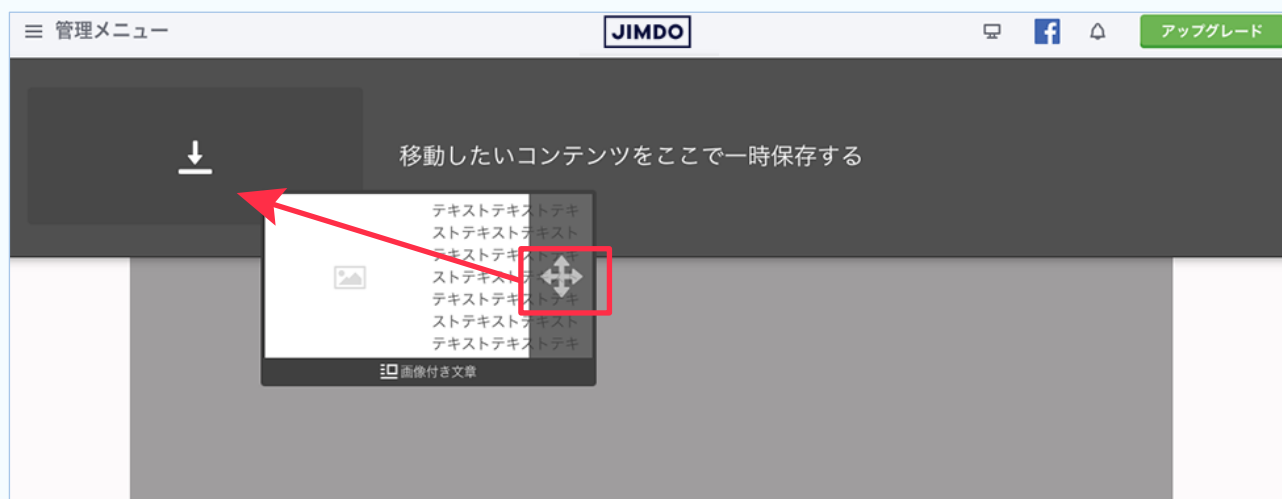 管理メニュー
JIMDO
アップグレード
移動したいコンテンツをここで一時保存する
テキストテキストテキ
ストテキストテキスト
テキストテキストテキ
ストテキストテキスト
テキストテキストテキ
ストテキストテキスト
テキストテキストテキ
画像付き文章